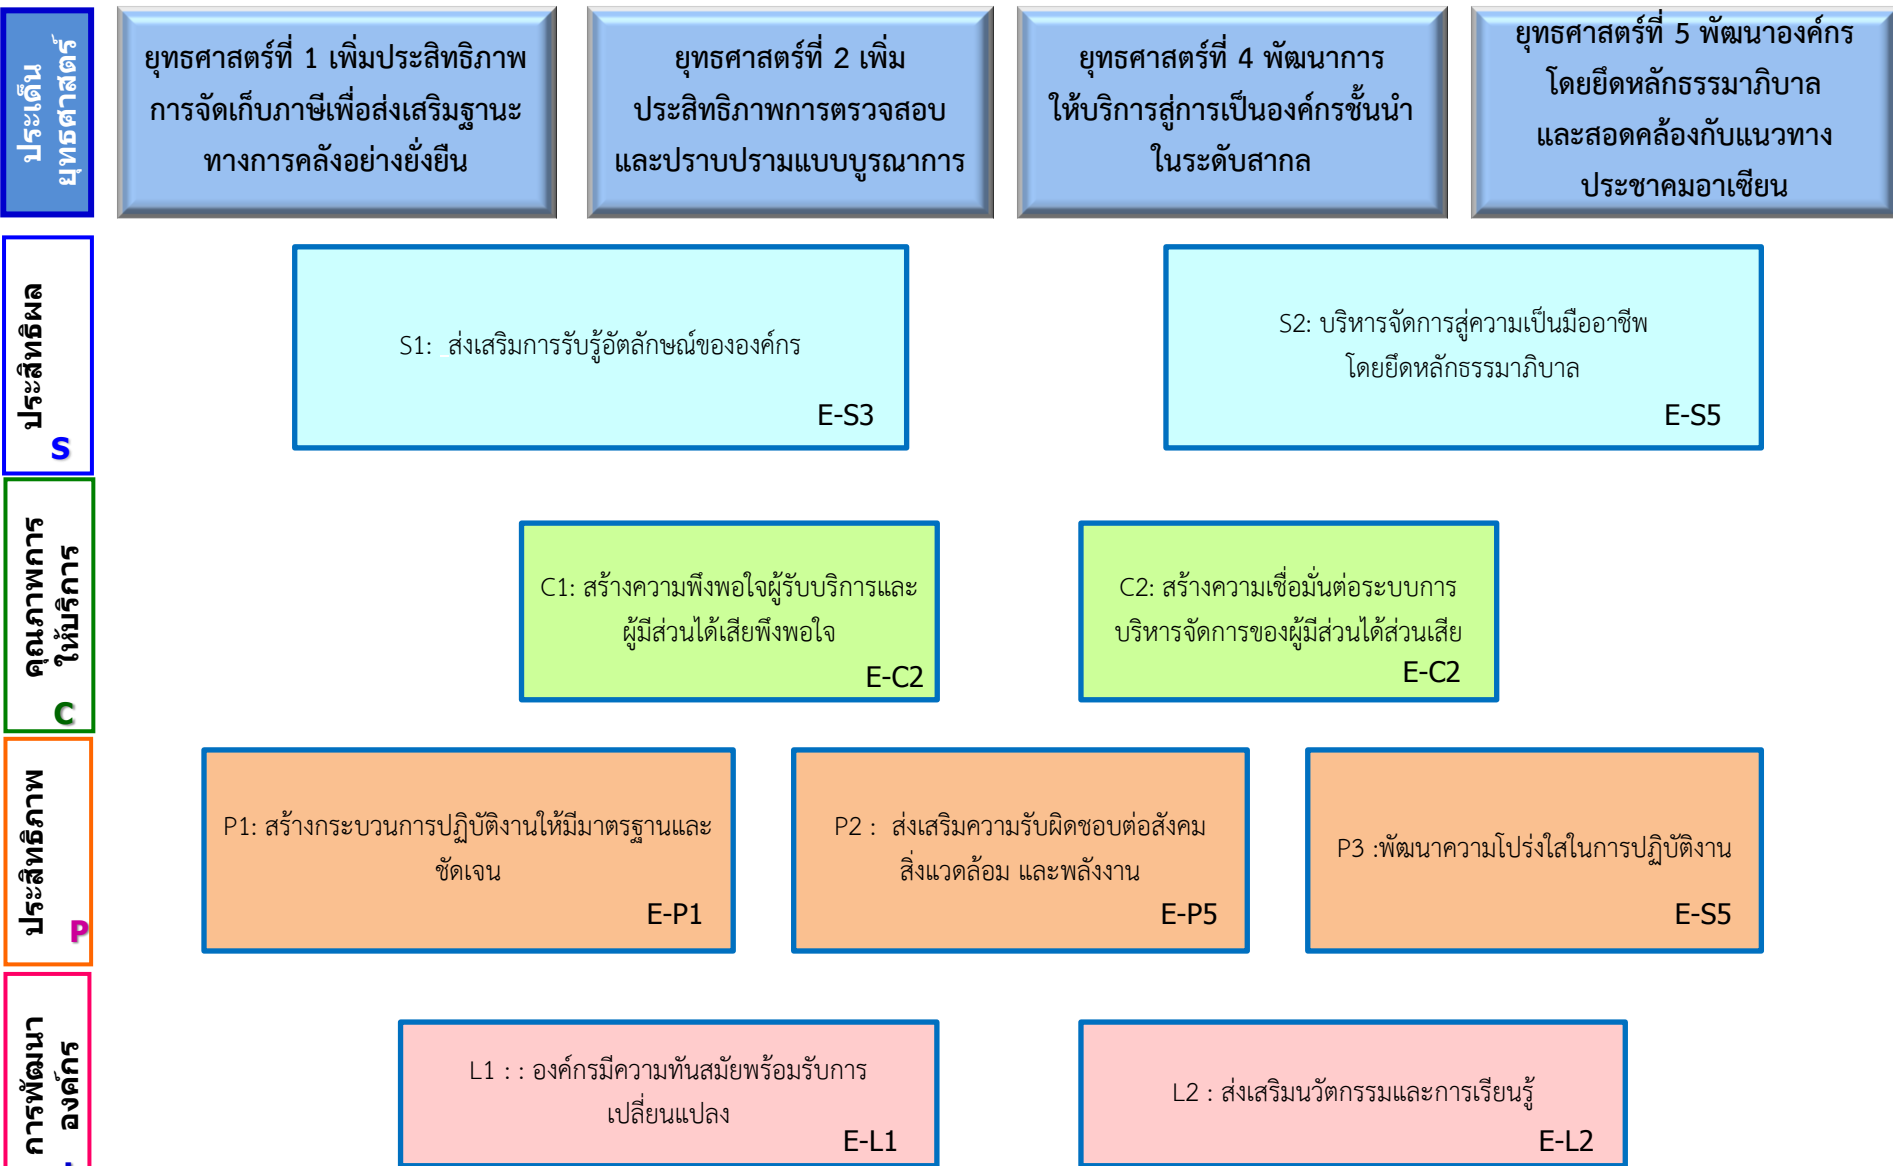 ประเด็น
ยุทธศาสตร์
ยุทธศาสตร์ที่ 1 เพิ่มประสิทธิภาพ
การจัดเก็บภาษีเพื่อส่งเสริมฐานะ
ทางการคลังอย่างยั่งยืน
ยุทธศาสตร์ที่ 2 เพิ่ม
ประสิทธิภาพการตรวจสอบ
และปราบปรามแบบบูรณาการ
ยุทธศาสตร์ที่ 4 พัฒนาการ
ให้บริการสู่การเป็นองค์กรชั้นนำ
ในระดับสากล
ยุทธศาสตร์ที่ 5 พัฒนาองค์กร
โดยยึดหลักธรรมาภิบาล
และสอดคล้องกับแนวทาง
ประชาคมอาเซียน
ประสิทธิผล
S
S1: ส่งเสริมการรับรู้อัตลักษณ์ขององค์กร
E-S3
S2: บริหารจัดการสู่ความเป็นมืออาชีพ
โดยยึดหลักธรรมาภิบาล
E-S5
คุณภาพการ
ให้บริการ
C
C1: สร้างความพึงพอใจผู้รับบริการและ
ผู้มีส่วนได้เสียพึงพอใจ
E-C2
C2: สร้างความเชื่อมั่นต่อระบบการ
บริหารจัดการของผู้มีส่วนได้ส่วนเสีย
E-C2
ประสิทธิภาพ
P
P1: สร้างกระบวนการปฏิบัติงานให้มีมาตรฐานและ
ชัดเจน
E-P1
P2 : ส่งเสริมความรับผิดชอบต่อสังคม
สิ่งแวดล้อม และพลังงาน
E-P5
P3 :พัฒนาความโปร่งใสในการปฏิบัติงาน
E-S5
การพัฒนา
องค์กร
L1 : : องค์กรมีความทันสมัยพร้อมรับการ
เปลี่ยนแปลง
E-L1
L2 : ส่งเสริมนวัตกรรมและการเรียนรู้
E-L2